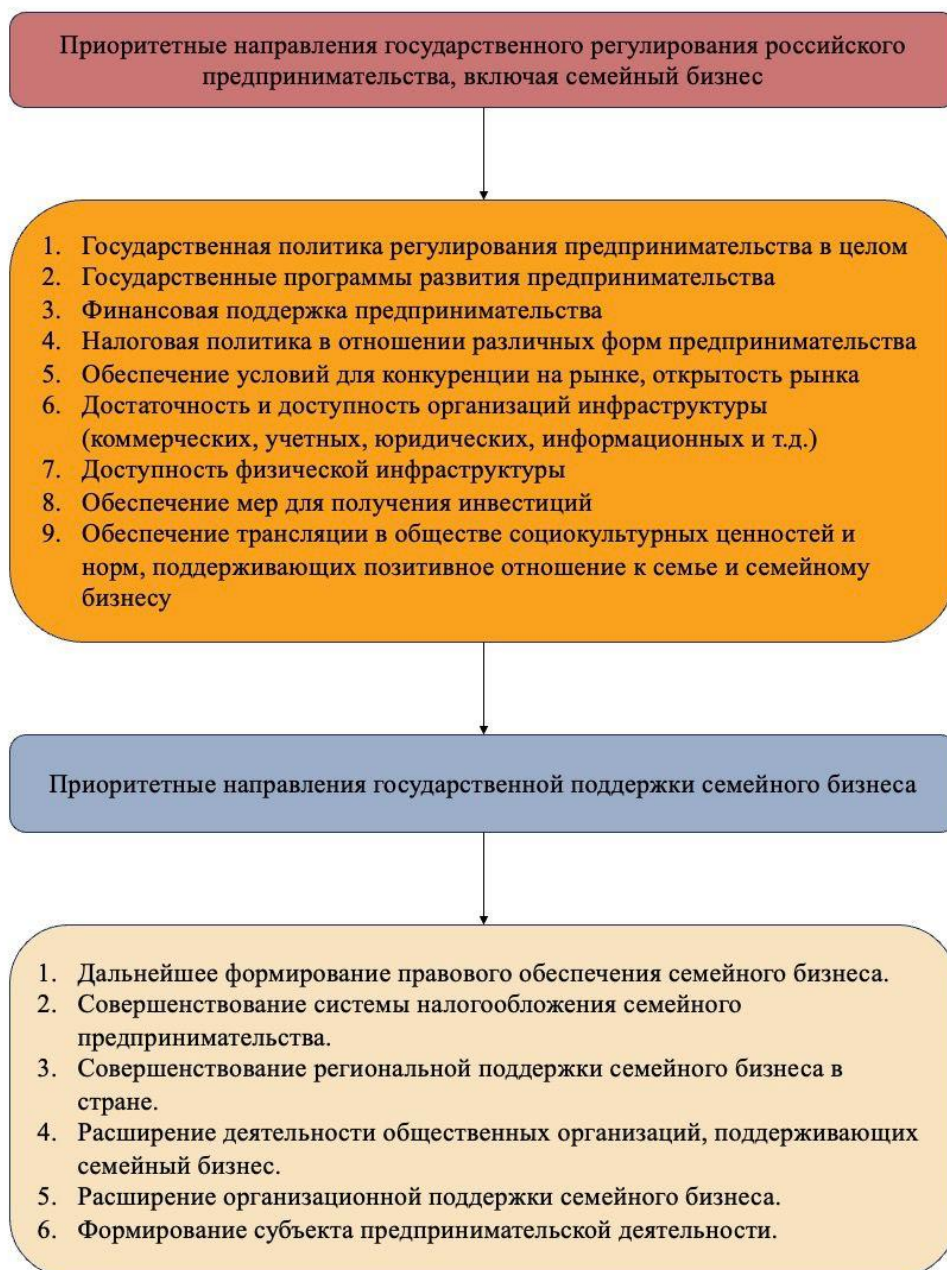 Приоритетные направления государственного регулирования российского
предпринимательства, включая семейный бизнес
1. Государственная политика регулирования предпринимательства в целом
2. Государственные программы развития предпринимательства
3. Финансовая поддержка предпринимательства
4. Налоговая политика в отношении различных форм предпринимательства
5. Обеспечение условий для конкуренции на рынке, открытость рынка
6. Достаточность и доступность организаций инфраструктуры
(коммерческих, учетных, юридических, информационных и т.д.)
7. Доступность физической инфраструктуры
8. Обеспечение мер для получения инвестиций
9. Обеспечение трансляции в обществе социокультурных ценностей и
норм, поддерживающих позитивное отношение к семье и семейному
бизнесу
Приоритетные направления государственной поддержки семейного бизнеса
1. Дальнейшее формирование правового обеспечения семейного бизнеса.
2. Совершенствование системы налогообложения семейного
предпринимательства.
3. Совершенствование региональной поддержки семейного бизнеса в
стране.
4. Расширение деятельности общественных организаций, поддерживающих
семейный бизнес.
5. Расширение организационной поддержки семейного бизнеса.
6. Формирование субъекта предпринимательской деятельности.